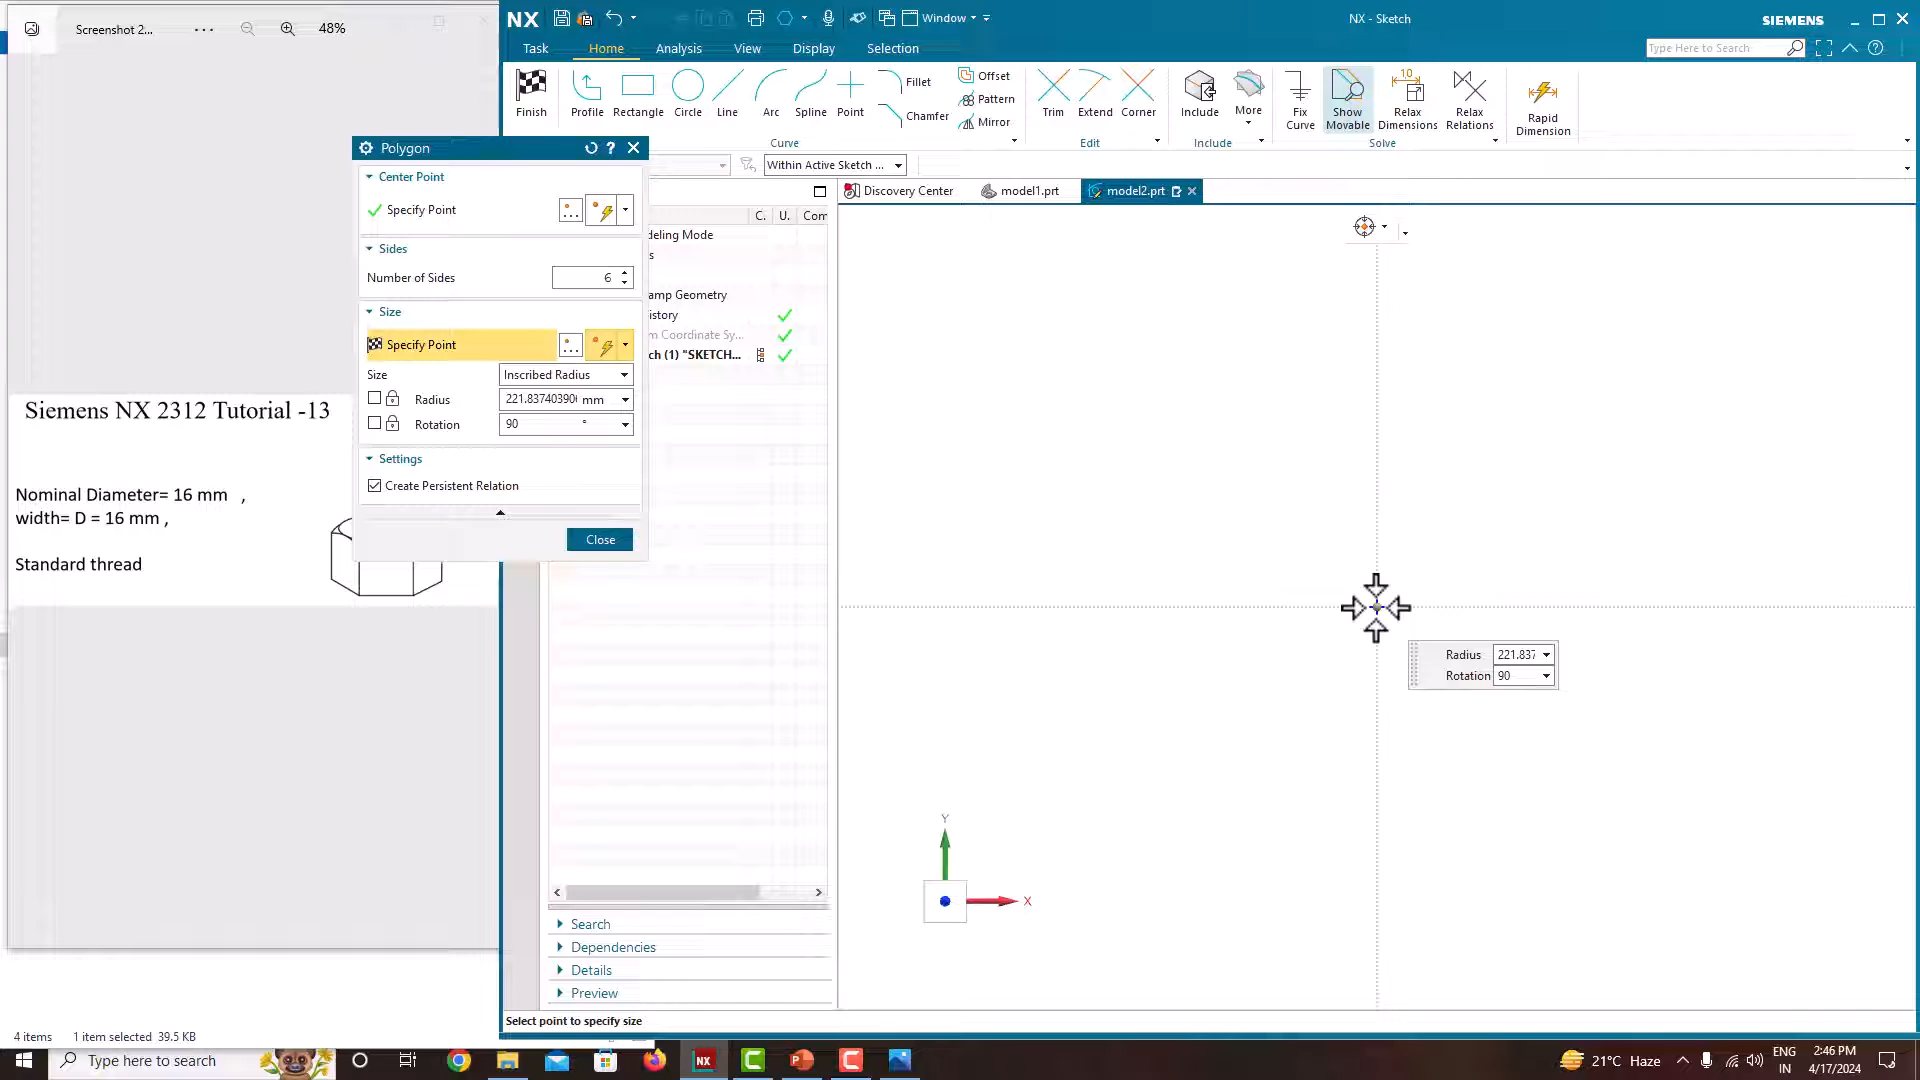 Screenshot 2...
48%
Siemens NX 2312 Tutorial -13
Nominal Diameter= 16 mm ,
width= D = 16 mm ,
Standard thread
4 items 1 item selected 39.5 KB
NX
Window
NX - Sketch
SIEMENS
Task Home Analysis View Display Selection
Type Here to Search
Finish
Profile
Rectangle
Circle
Line
Arc
Spline
Point
Fillet
Chamfer
Offset
Pattern
Mirror
Curve
Trim
Extend
Corner
Edit
Include
More
Include
Fix
Curve
Show
Movable
Relax
Dimensions
Relax
Relations
Solve
Rapid
Dimension
Within Active Sketch ...
Polygon
Center Point
Specify Point
Sides
Number of Sides 6
Size
Specify Point
Size Inscribed Radius
Radius 221.837403906 mm
Rotation 90 °
Settings
Create Persistent Relation
Close
C. U. Com
deling Mode
s
amp Geometry
istory
m Coordinate Sy...
ch (1) "SKETCH...
Search
Dependencies
Details
Preview
Discovery Center model1.prt model2.prt
Radius 221.837
Rotation 90
Y
X
Select point to specify size
Type here to search
NX
21°C Haze
ENG
IN
2:46 PM
4/17/2024